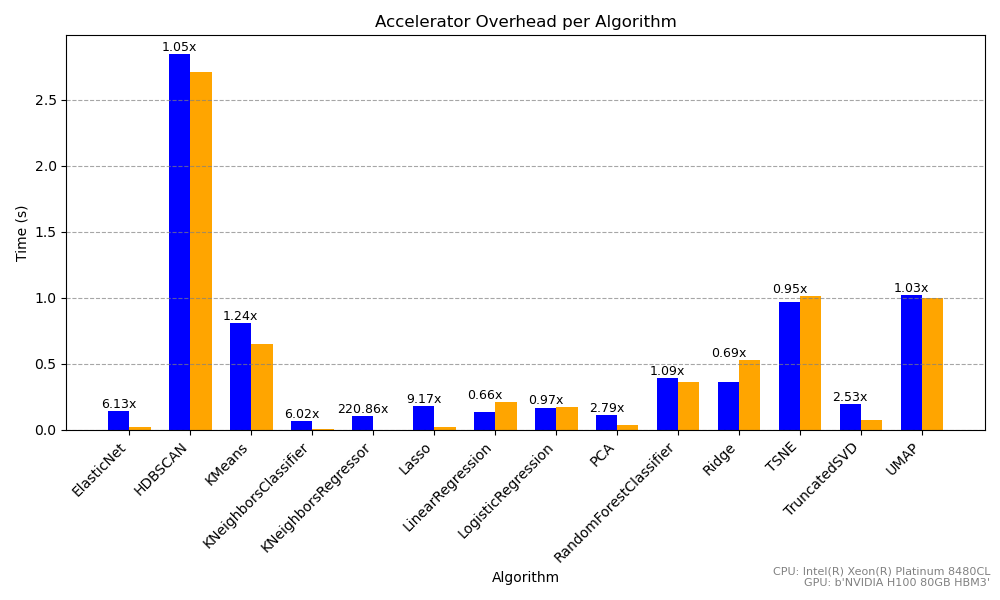 Accelerator Overhead per Algorithm
Time (s)
2.5
2.0
1.5
1.0
0.5
0.0
6.13x
1.05x
1.24x
6.02x
220.86x
9.17x
0.66x
0.97x
2.79x
1.09x
0.69x
0.95x
2.53x
1.03x
ElasticNet
HDBSCAN
KMeans
KNeighborsClassifier
KNeighborsRegressor
Lasso
LinearRegression
LogisticRegression
PCA
RandomForestClassifier
Ridge
TSNE
TruncatedSVD
UMAP
Algorithm
CPU: Intel(R) Xeon(R) Platinum 8480CL
GPU: b'NVIDIA H100 80GB HBM3'